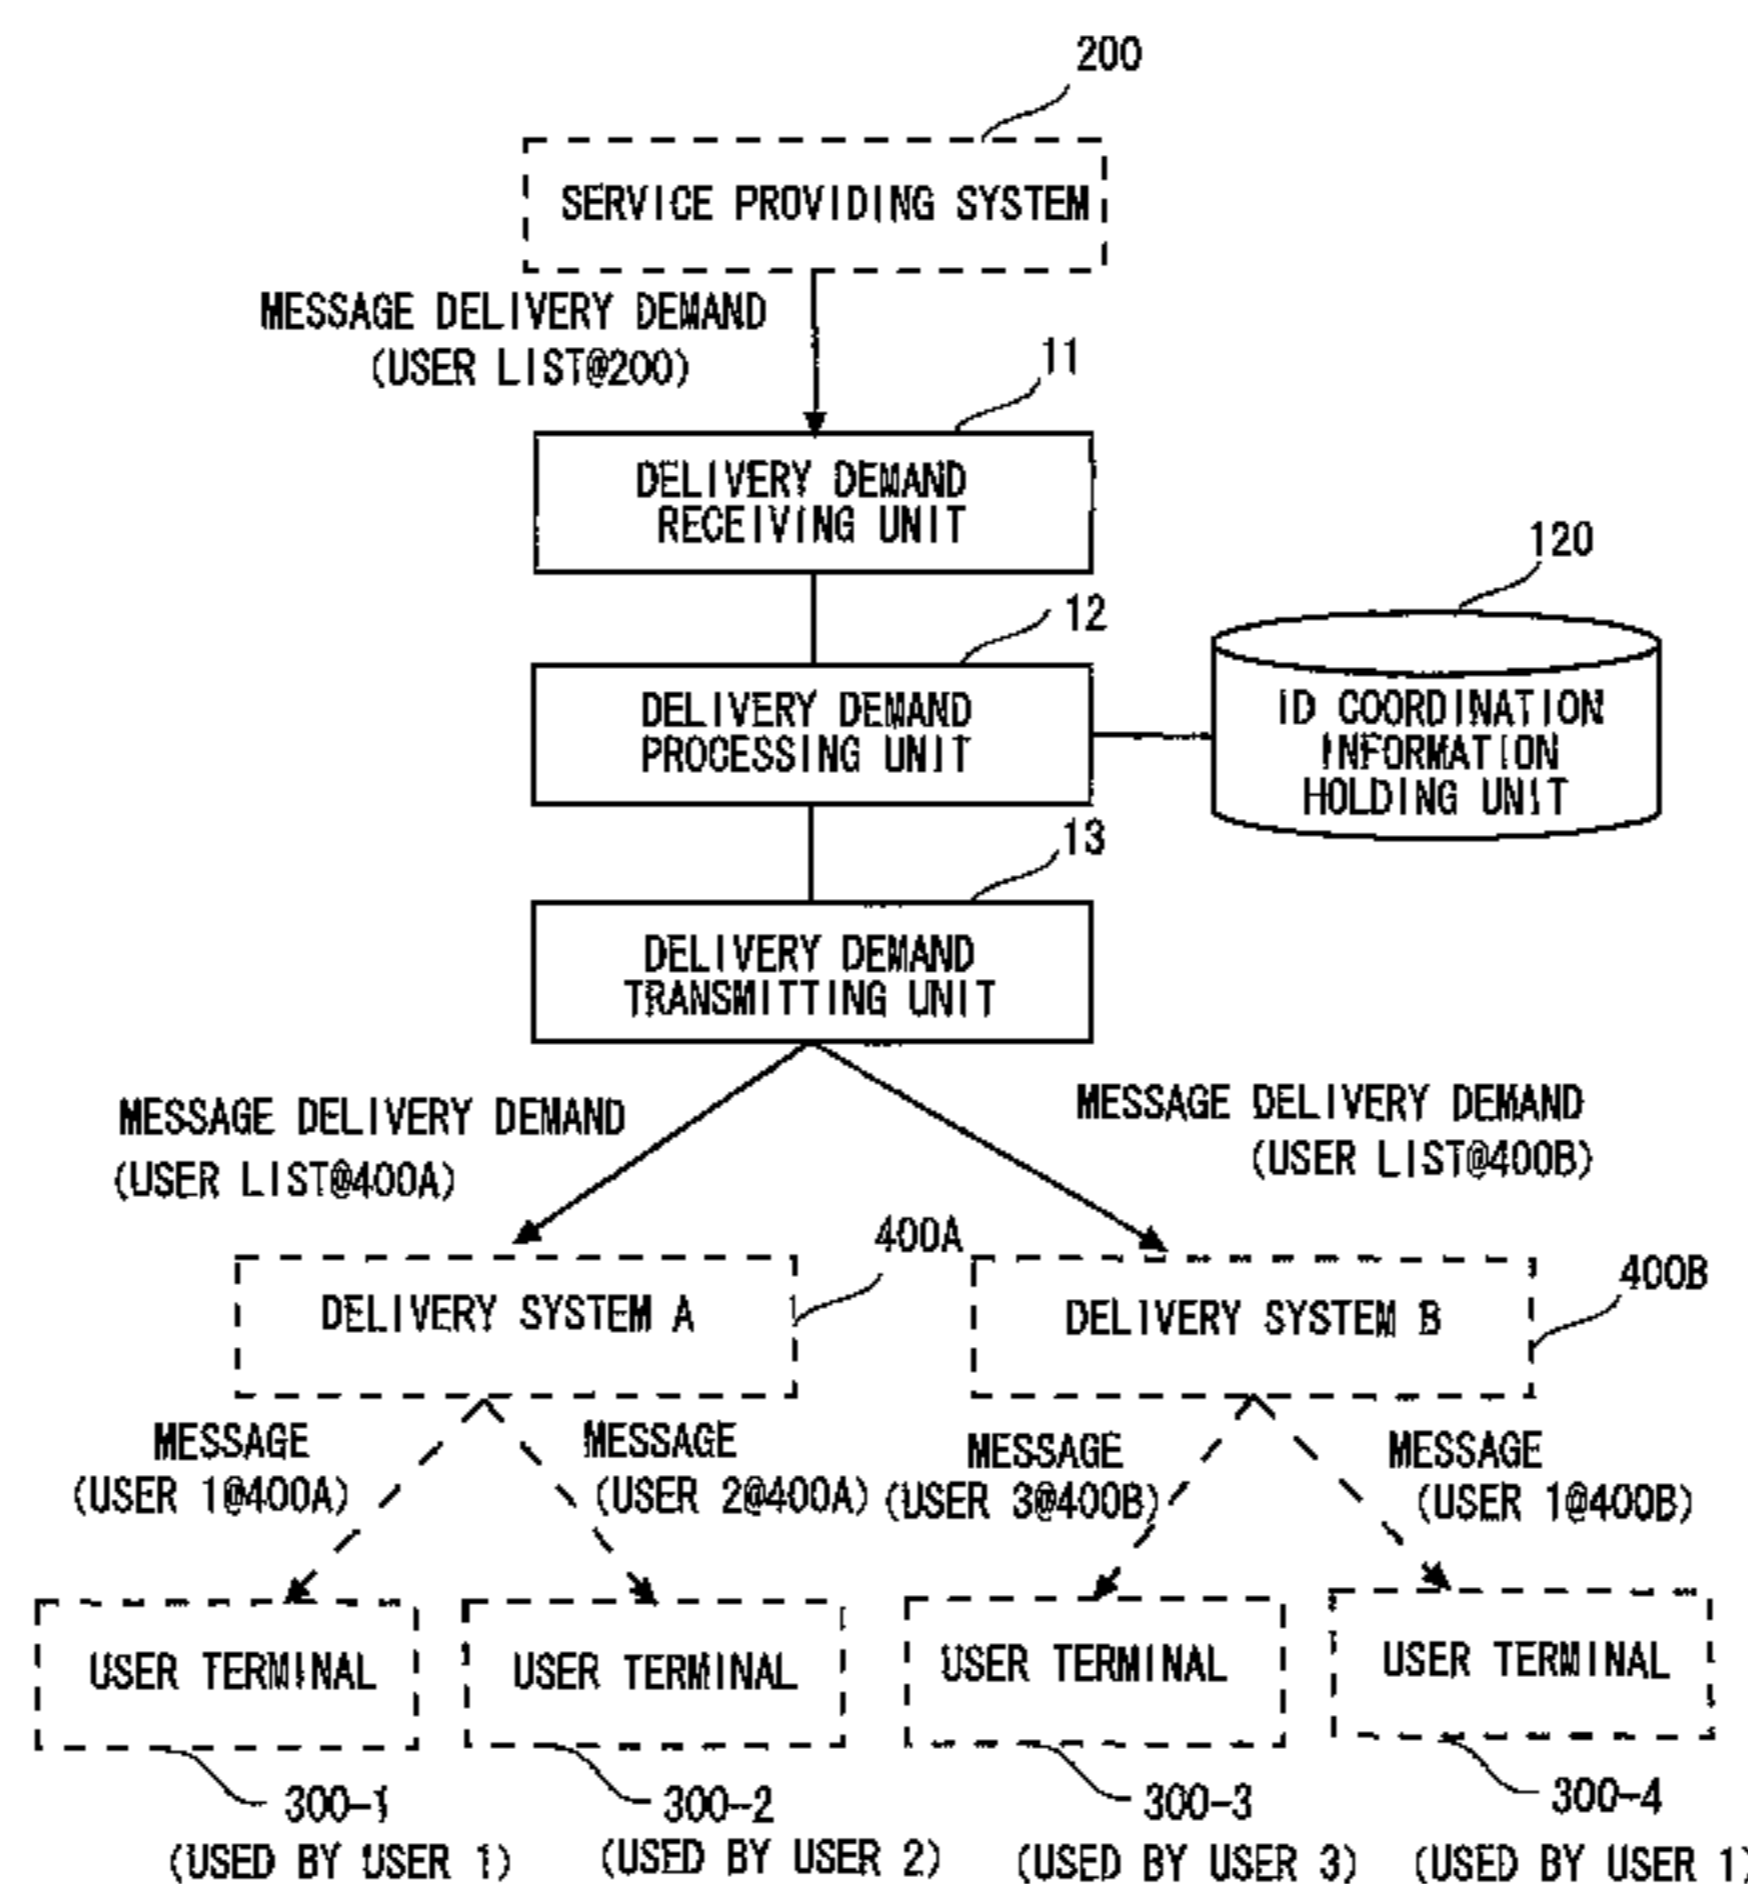 200
SERVICE PROVIDING SYSTEM
MESSAGE DELIVERY DEMAND
(USER LIST@200)
11
DELIVERY DEMAND
RECEIVING UNIT
120
12
ID COORDINATION
INFORMATION
HOLDING UNIT
DELIVERY DEMAND
PROCESSING UNIT
13
DELIVERY DEMAND
TRANSMITTING UNIT
MESSAGE DELIVERY DEMAND
(USER LIST@400A)
MESSAGE DELIVERY DEMAND
(USER LIST@400B)
400A
400B
DELIVERY SYSTEM A
DELIVERY SYSTEM B
MESSAGE
(USER 1@400A)
MESSAGE
(USER 2@400A)
MESSAGE
(USER 3@400B)
MESSAGE
(USER 1@400B)
USER TERMINAL
USER TERMINAL
USER TERMINAL
USER TERMINAL
300-1
(USED BY USER 1)
300-2
(USED BY USER 2)
300-3
(USED BY USER 3)
300-4
(USED BY USER 1)